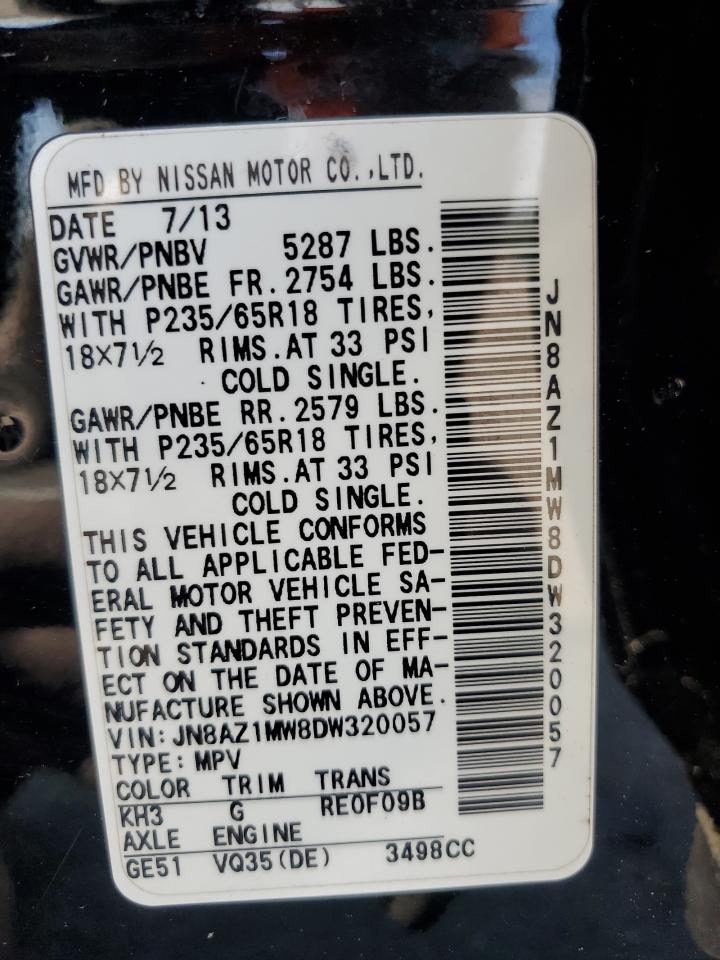 MFD BY NISSAN MOTOR CO.,LTD.
DATE 7/13
GVWR/PNBV 5287 LBS.
GAWR/PNBE FR. 2754 LBS.
WITH P235/65R18 TIRES,
18×7½ RIMS. AT 33 PSI
COLD SINGLE.
GAWR/PNBE RR. 2579 LBS.
WITH P235/65R18 TIRES,
18×7½ RIMS. AT 33 PSI
COLD SINGLE.
THIS VEHICLE CONFORMS
TO ALL APPLICABLE FED-
ERAL MOTOR VEHICLE SA-
FETY AND THEFT PREVEN-
TION STANDARDS IN EFF-
ECT ON THE DATE OF MA-
NUFACTURE SHOWN ABOVE.
VIN: JN8AZ1MW8DW320057
TYPE: MPV
COLOR TRIM TRANS
KH3 G RE0F09B
AXLE ENGINE
GE51 VQ35(DE) 3498CC
JN8AZ1MW8DW320057